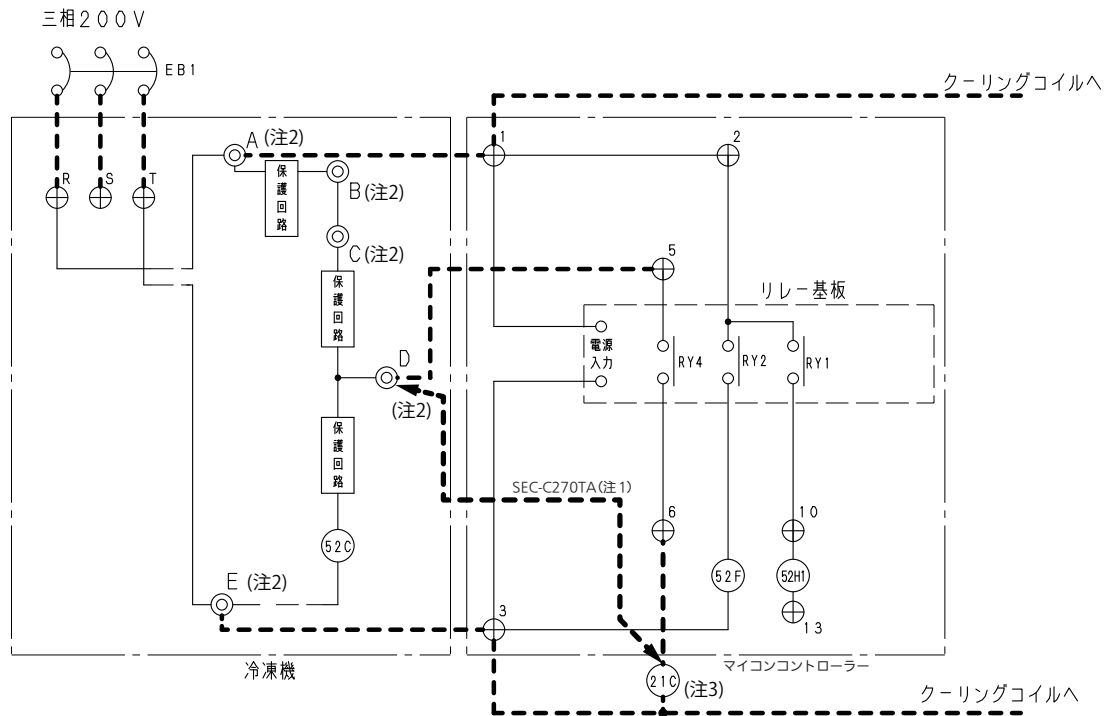 三相200V
EB1
クーリングコイルへ
R
S
T
A (注2)
1
2
保護回路
B(注2)
C(注2)
5
リレー基板
保護回路
電源入力
RY4
RY2
RY1
D
(注2)
保護回路
SEC-C270TA(注1)
6
10
52C
52F
52H1
E (注2)
3
13
冷凍機
マイコンコントローラー
21C
(注3)
クーリングコイルへ